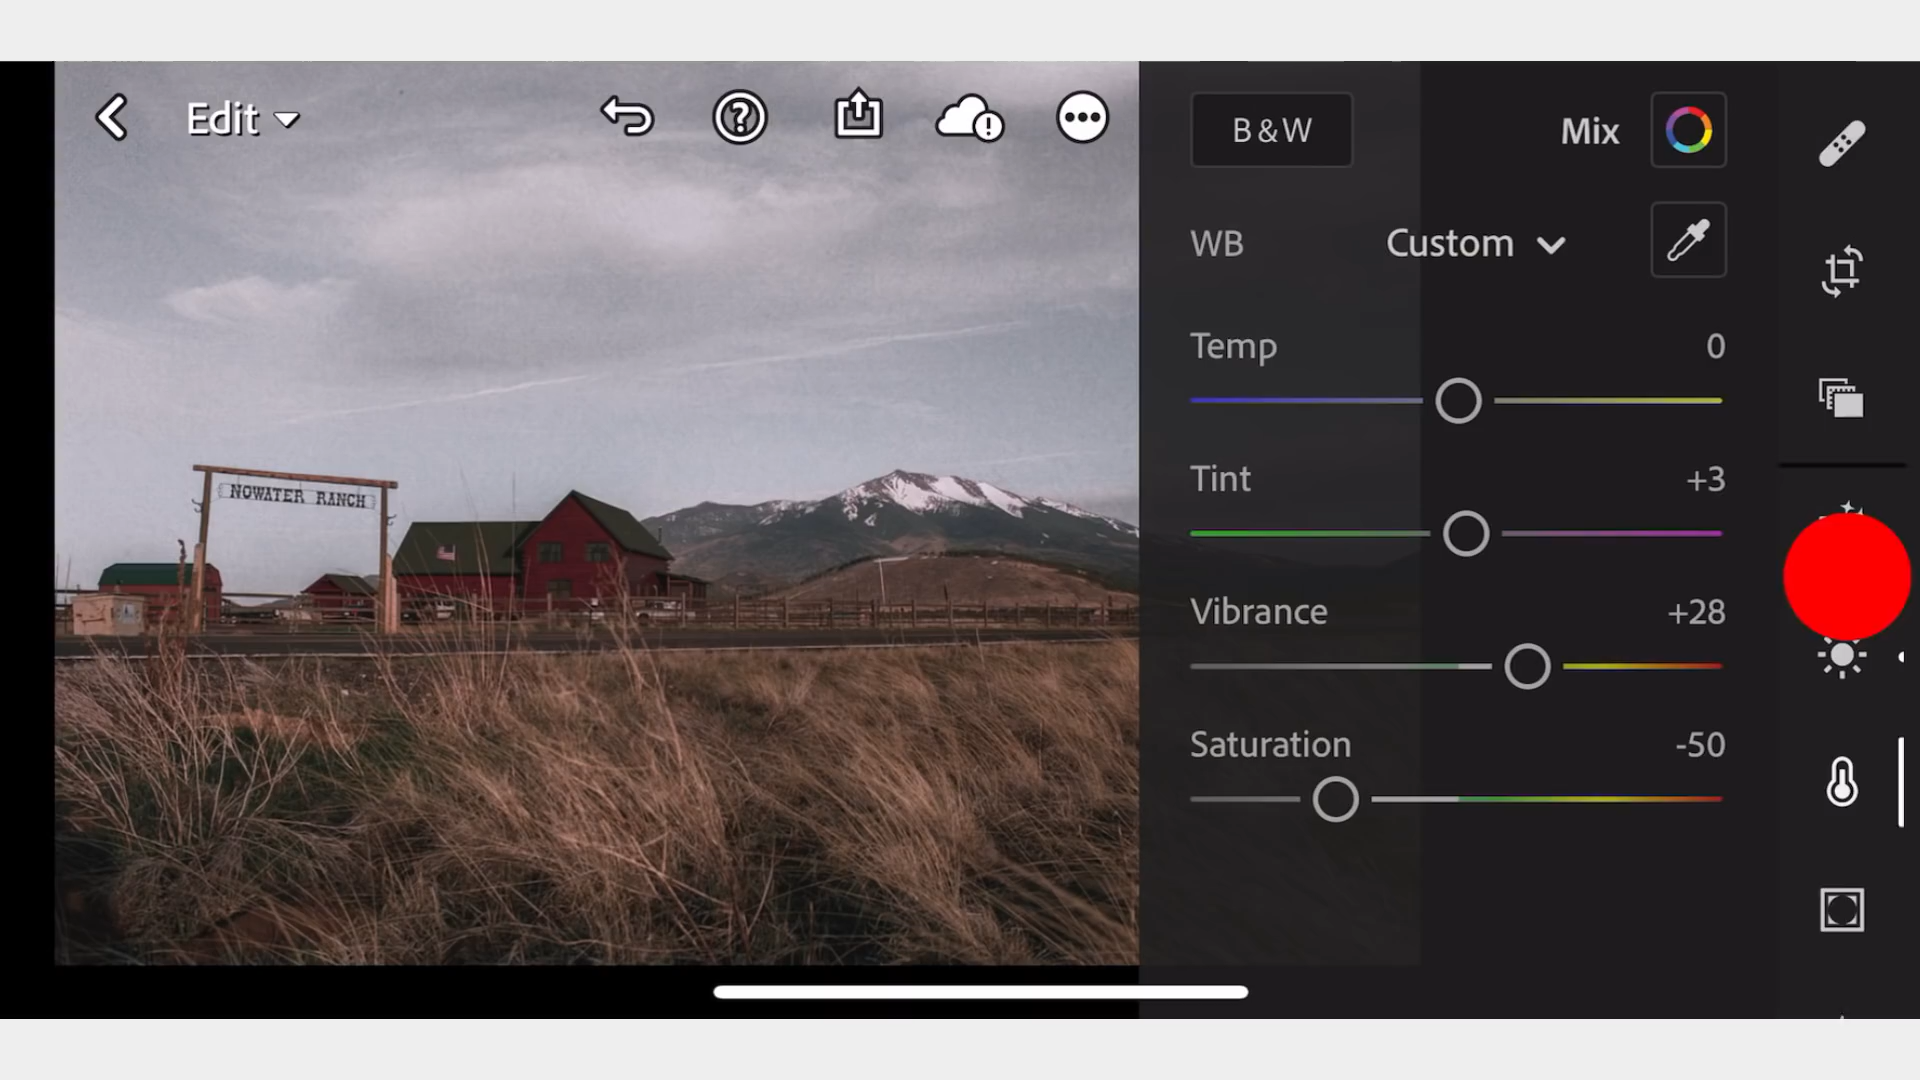 Edit
B&W
Mix
WB
Custom
Temp
0
Tint
+3
Vibrance
+28
Saturation
-50
NOWATER RANCH